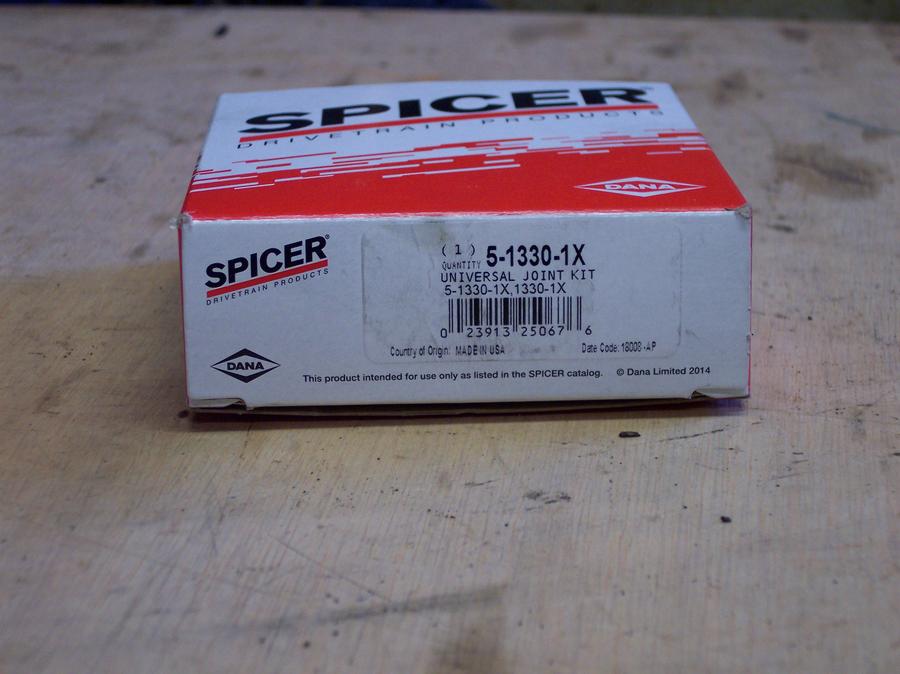 SPICER®
DRIVETRAIN PRODUCTS
DANA
SPICER®
DRIVETRAIN PRODUCTS
DANA
(1) 5-1330-1X
QUANTITY
UNIVERSAL JOINT KIT
5-1330-1X,1330-1X
0 23913 25067 6
Country of Origin: MADE IN USA Date Code: 18008-AP
This product intended for use only as listed in the SPICER catalog. © Dana Limited 2014